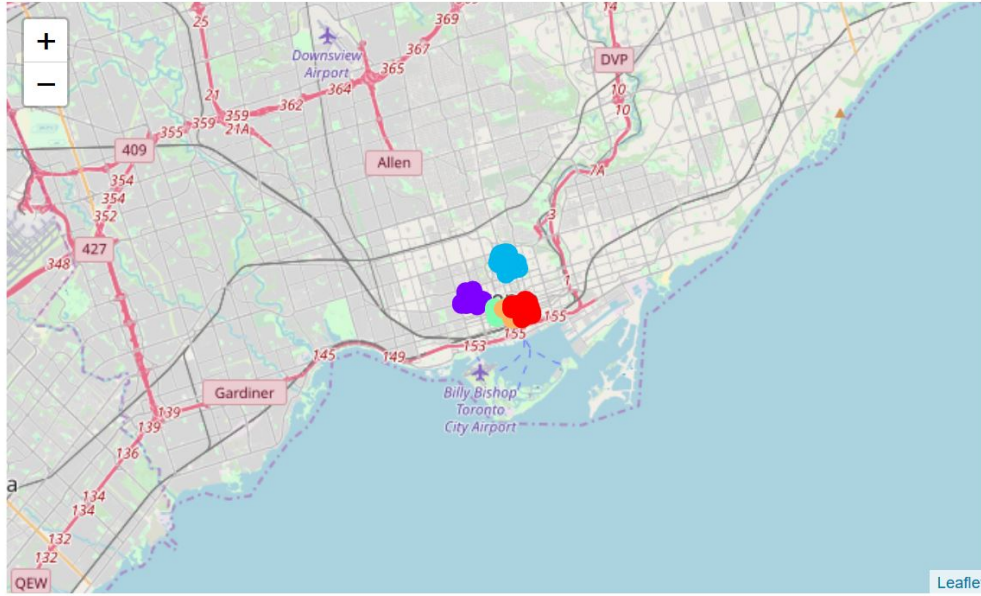 +
−
25
369
14
Downsview
Airport
367
365
DVP
364
21
362
10
10
359
359
21A
355
409
Allen
7A
354
354
352
3
427
348
1
155
155
153
145
149
Gardiner
Billy Bishop
Toronto
City Airport
139
139
136
a
134
134
132
132
QEW
Leafle